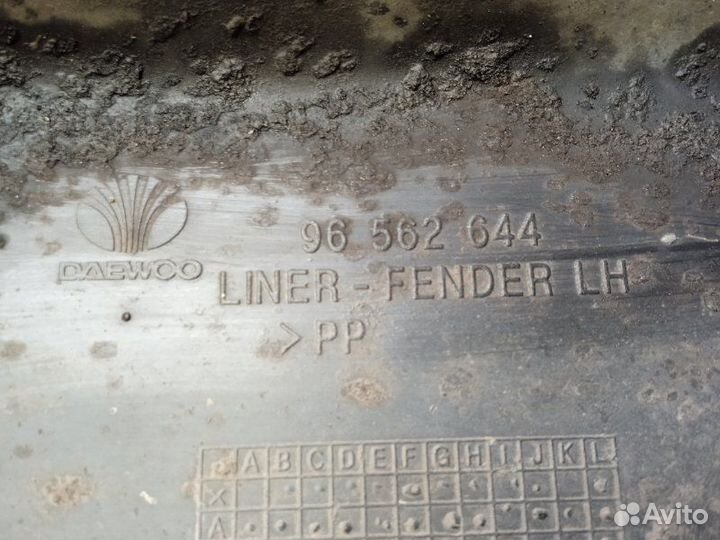 96 562 644
DAEWOO
LINER - FENDER LH
>PP
A B C D E F G H I J K L
X
A
Avito